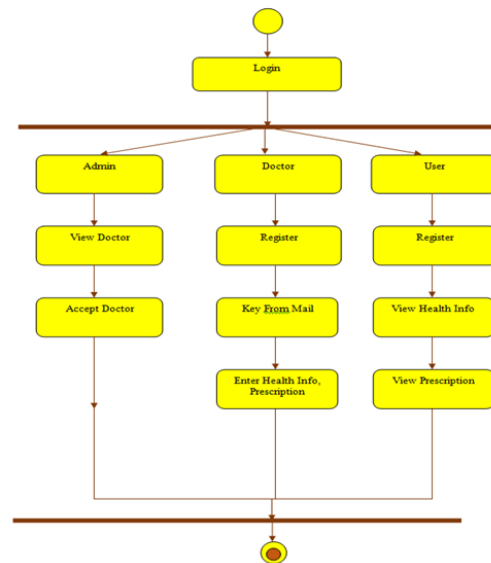 Login
Admin
Doctor
User
View Doctor
Register
Register
Accept Doctor
Key From Mail
View Health Info
Enter Health Info,
Prescription
View Prescription